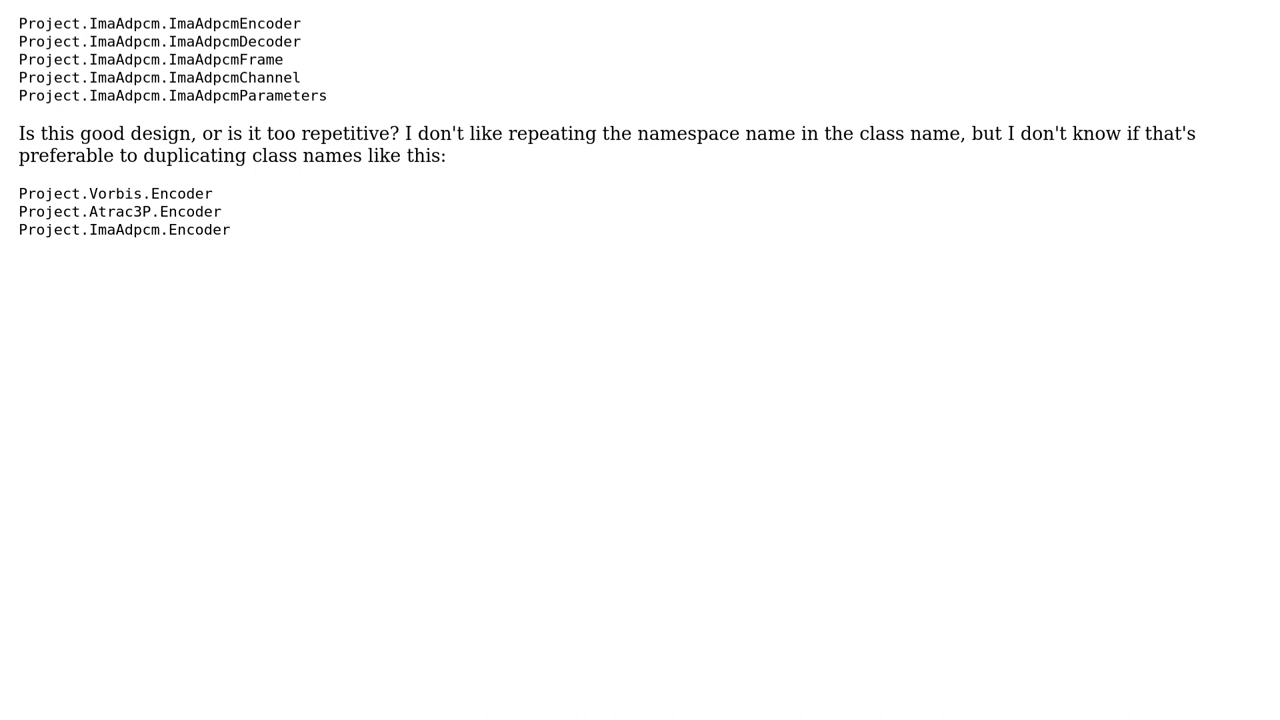 Project.ImaAdpcm.ImaAdpcmEncoder
Project.ImaAdpcm.ImaAdpcmDecoder
Project.ImaAdpcm.ImaAdpcmFrame
Project.ImaAdpcm.ImaAdpcmChannel
Project.ImaAdpcm.ImaAdpcmParameters
Is this good design, or is it too repetitive? I don't like repeating the namespace name in the class name, but I don't know if that's
preferable to duplicating class names like this:
Project.Vorbis.Encoder
Project.Atrac3P.Encoder
Project.ImaAdpcm.Encoder